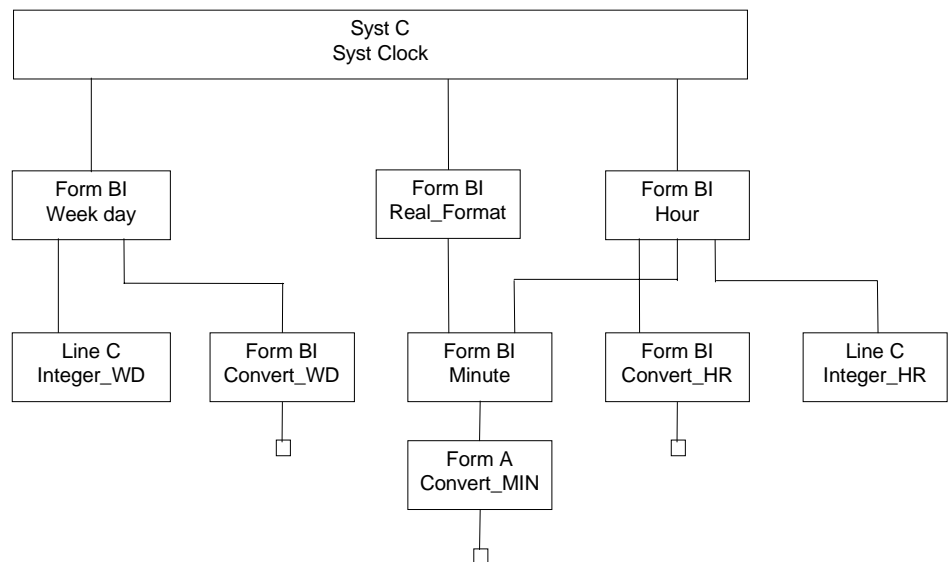 Syst C
Syst Clock
Form BI
Week day
Form BI
Real_Format
Form BI
Hour
Line C
Integer_WD
Form BI
Convert_WD
Form BI
Minute
Form BI
Convert_HR
Line C
Integer_HR
Form A
Convert_MIN